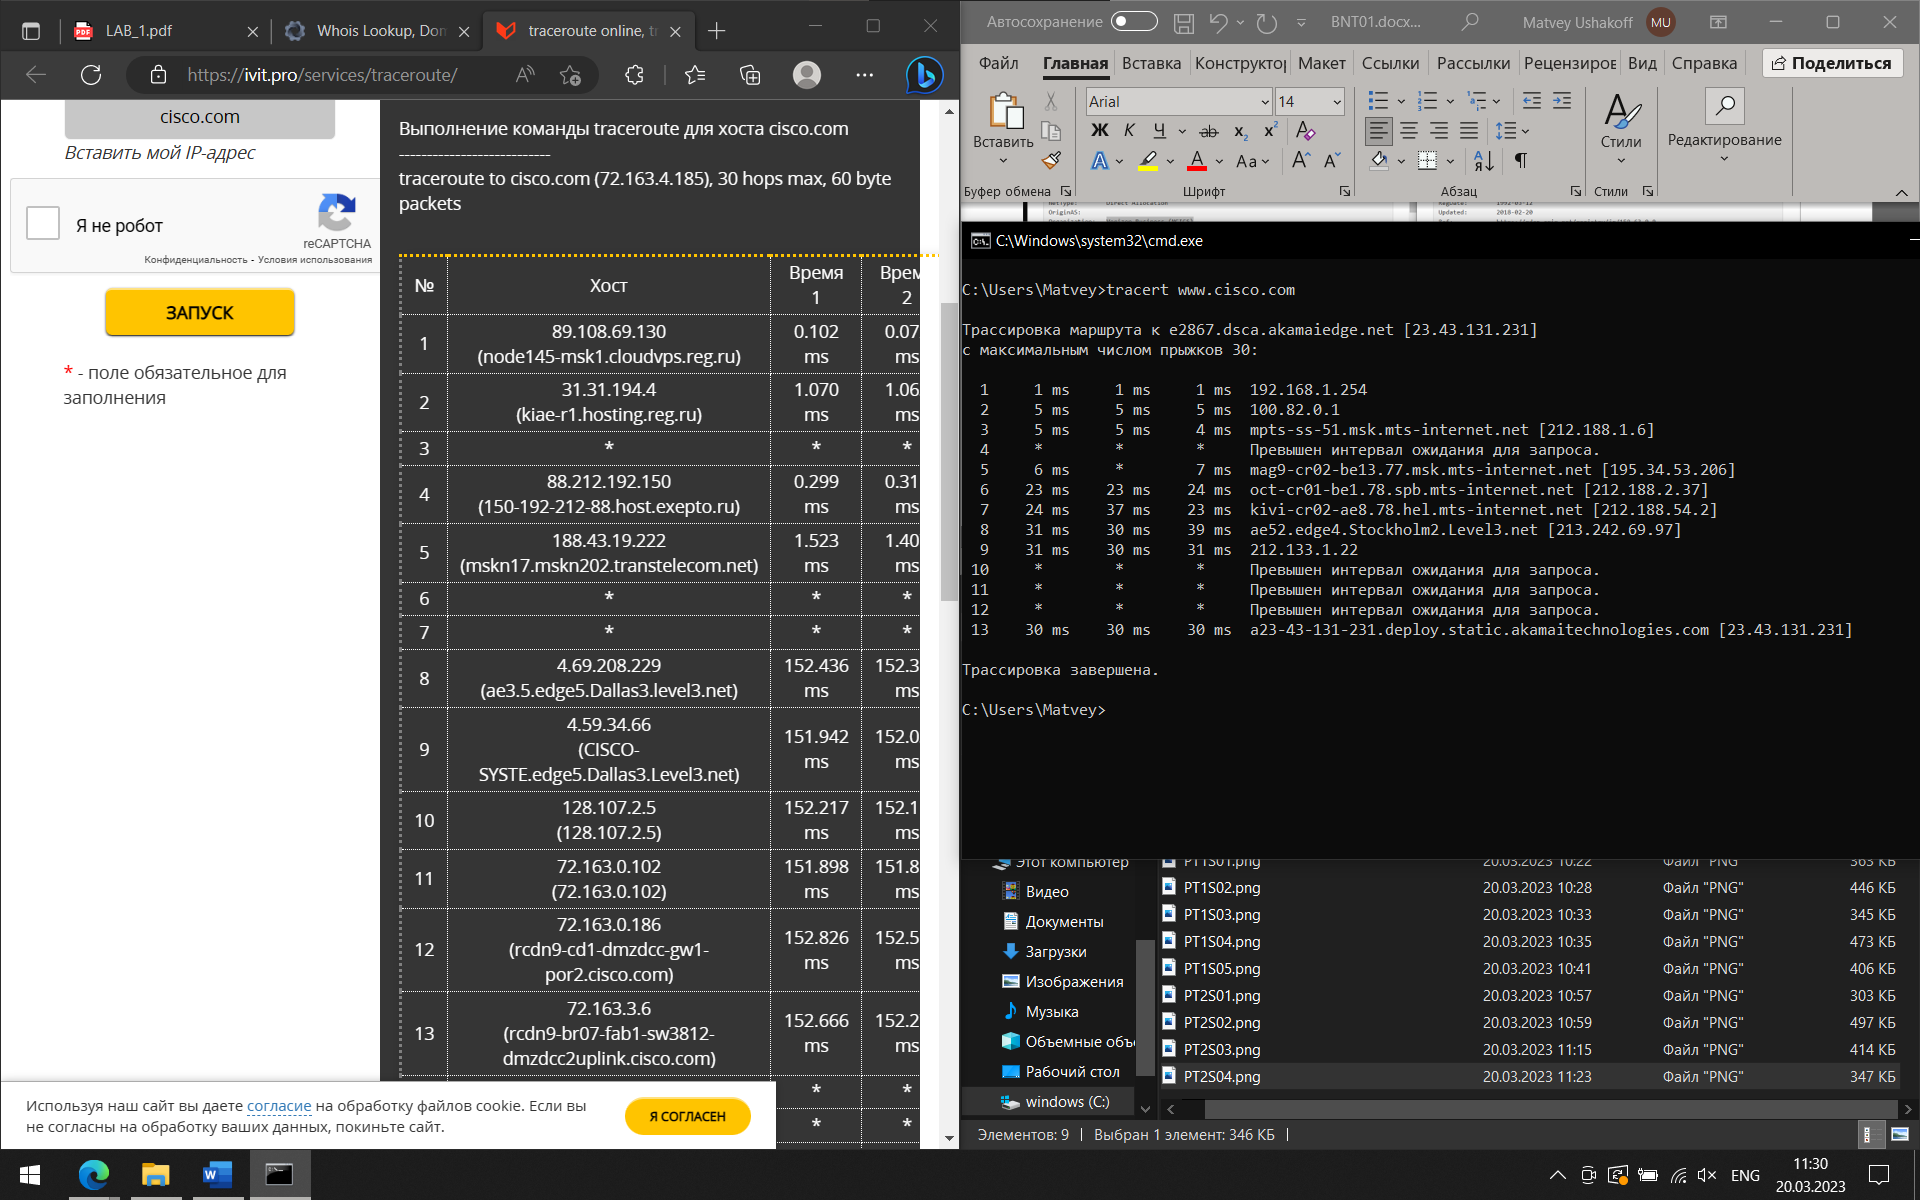 LAB_1.pdf
Whois Lookup, Don
traceroute online, t
https://ivit.pro/services/traceroute/
cisco.com
Вставить мой IP-адрес
Я не робот
reCAPTCHA
Конфиденциальность - Условия использования
ЗАПУСК
* - поле обязательное для
заполнения
Выполнение команды traceroute для хоста cisco.com
----------------------------
traceroute to cisco.com (72.163.4.185), 30 hops max, 60 byte
packets
№ Хост Время 1 Врем 2
1 89.108.69.130 (node145-msk1.cloudvps.reg.ru) 0.102 ms 0.07 ms
2 31.31.194.4 (kiae-r1.hosting.reg.ru) 1.070 ms 1.06 ms
3 * * *
4 88.212.192.150 (150-192-212-88.host.exepto.ru) 0.299 ms 0.31 ms
5 188.43.19.222 (mskn17.mskn202.transtelecom.net) 1.523 ms 1.40 ms
6 * * *
7 * * *
8 4.69.208.229 (ae3.5.edge5.Dallas3.level3.net) 152.436 ms 152.3 ms
9 4.59.34.66 (CISCO-SYSTE.edge5.Dallas3.Level3.net) 151.942 ms 152.0 ms
10 128.107.2.5 (128.107.2.5) 152.217 ms 152.1 ms
11 72.163.0.102 (72.163.0.102) 151.898 ms 151.8 ms
12 72.163.0.186 (rcdn9-cd1-dmzdcc-gw1-por2.cisco.com) 152.826 ms 152.5 ms
13 72.163.3.6 (rcdn9-br07-fab1-sw3812-dmzdcc2uplink.cisco.com) 152.666 ms 152.2 ms
* *
* *
Используя наш сайт вы даете согласие на обработку файлов cookie. Если вы
не согласны на обработку ваших данных, покиньте сайт.
Я СОГЛАСЕН
Автосохранение
BNT01.docx...
Matvey Ushakoff
MU
Файл Главная Вставка Конструктор Макет Ссылки Рассылки Рецензиров Вид Справка
Поделиться
Вставить
Буфер обмена
Arial 14
Ж К Ч ab x₂ x²
A Aa A A
Шрифт
Абзац
Стили
Стили
Редактирование
NetType: Direct Allocation
OriginAS:
Updated: 2018-02-20
C:\Windows\system32\cmd.exe
C:\Users\Matvey>tracert www.cisco.com
Трассировка маршрута к e2867.dsca.akamaiedge.net [23.43.131.231]
с максимальным числом прыжков 30:
1 1 ms 1 ms 1 ms 192.168.1.254
2 5 ms 5 ms 5 ms 100.82.0.1
3 5 ms 5 ms 4 ms mpts-ss-51.msk.mts-internet.net [212.188.1.6]
4 * * * Превышен интервал ожидания для запроса.
5 6 ms * 7 ms mag9-cr02-be13.77.msk.mts-internet.net [195.34.53.206]
6 23 ms 23 ms 24 ms oct-cr01-be1.78.spb.mts-internet.net [212.188.2.37]
7 24 ms 37 ms 23 ms kivi-cr02-ae8.78.hel.mts-internet.net [212.188.54.2]
8 31 ms 30 ms 39 ms ae52.edge4.Stockholm2.Level3.net [213.242.69.97]
9 31 ms 30 ms 31 ms 212.133.1.22
10 * * * Превышен интервал ожидания для запроса.
11 * * * Превышен интервал ожидания для запроса.
12 * * * Превышен интервал ожидания для запроса.
13 30 ms 30 ms 30 ms a23-43-131-231.deploy.static.akamaitechnologies.com [23.43.131.231]
Трассировка завершена.
C:\Users\Matvey>
Этот компьютер
Видео
Документы
Загрузки
Изображения
Музыка
Объемные объ
Рабочий стол
windows (C:)
PT1S01.png 20.03.2023 10:22 Файл "PNG" 363 КБ
PT1S02.png 20.03.2023 10:28 Файл "PNG" 446 КБ
PT1S03.png 20.03.2023 10:33 Файл "PNG" 345 КБ
PT1S04.png 20.03.2023 10:35 Файл "PNG" 473 КБ
PT1S05.png 20.03.2023 10:41 Файл "PNG" 406 КБ
PT2S01.png 20.03.2023 10:57 Файл "PNG" 303 КБ
PT2S02.png 20.03.2023 10:59 Файл "PNG" 497 КБ
PT2S03.png 20.03.2023 11:15 Файл "PNG" 414 КБ
PT2S04.png 20.03.2023 11:23 Файл "PNG" 347 КБ
Элементов: 9 Выбран 1 элемент: 346 КБ
ENG
11:30
20.03.2023